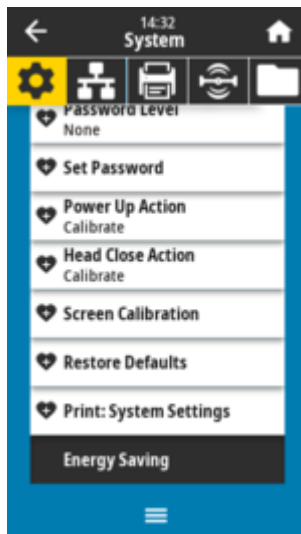 14:32
System
Password Level
None
Set Password
Power Up Action
Calibrate
Head Close Action
Calibrate
Screen Calibration
Restore Defaults
Print: System Settings
Energy Saving